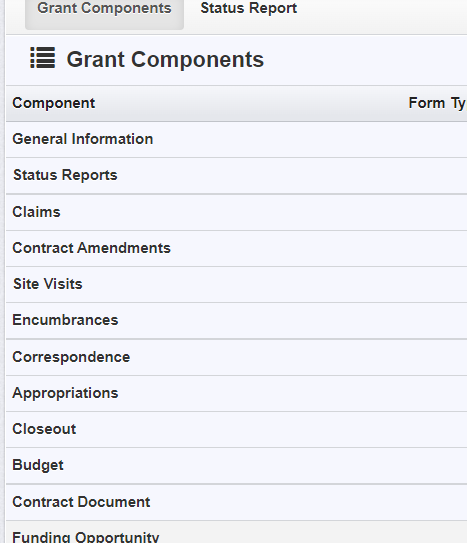 Grant Components Status Report
Grant Components
Component Form Ty
General Information
Status Reports
Claims
Contract Amendments
Site Visits
Encumbrances
Correspondence
Appropriations
Closeout
Budget
Contract Document
Funding Opportunity